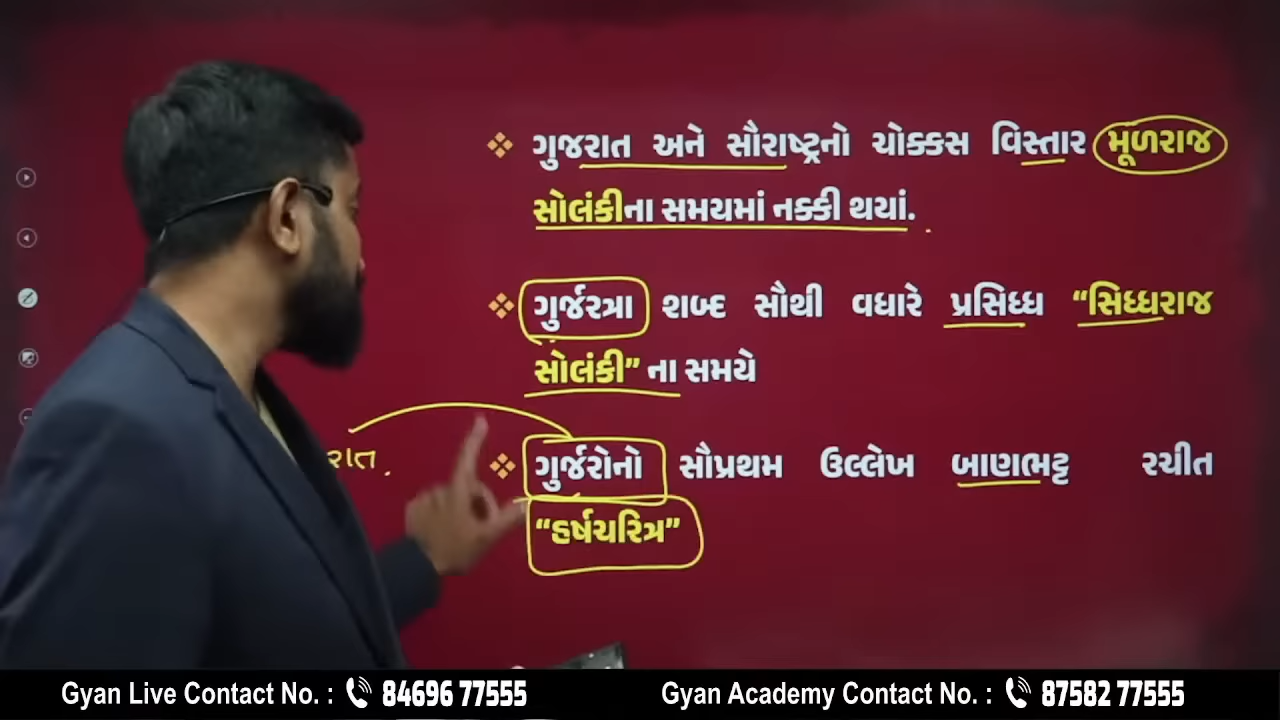 ગુજરાત અને સૌરાષ્ટ્રનો ચોક્કસ વિસ્તાર મૂળરાજ
સોલંકીના સમયમાં નક્કી થયાં.
ગુર્જરત્રા શબ્દ સૌથી વધારે પ્રસિધ્ધ “સિધ્ધરાજ
સોલંકી” ના સમયે
ગુર્જરોનો સૌપ્રથમ ઉલ્લેખ બાણભટ્ટ રચીત
“હર્ષચરિત્ર”
Gyan Live Contact No. : 84696 77555
Gyan Academy Contact No. : 87582 77555